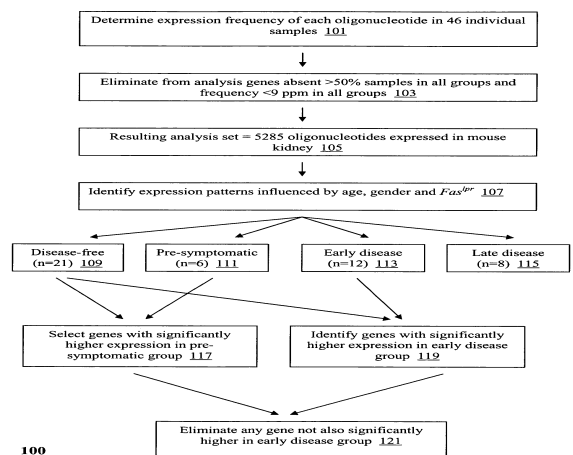 Determine expression frequency of each oligonucleotide in 46 individual
samples 101
Eliminate from analysis genes absent >50% samples in all groups and
frequency <9 ppm in all groups 103
Resulting analysis set = 5285 oligonucleotides expressed in mouse
kidney 105
Identify expression patterns influenced by age, gender and Fas^lpr 107
Disease-free
(n=21) 109
Pre-symptomatic
(n=6) 111
Early disease
(n=12) 113
Late disease
(n=8) 115
Select genes with significantly
higher expression in pre-
symptomatic group 117
Identify genes with significantly
higher expression in early disease
group 119
Eliminate any gene not also significantly
higher in early disease group 121
100